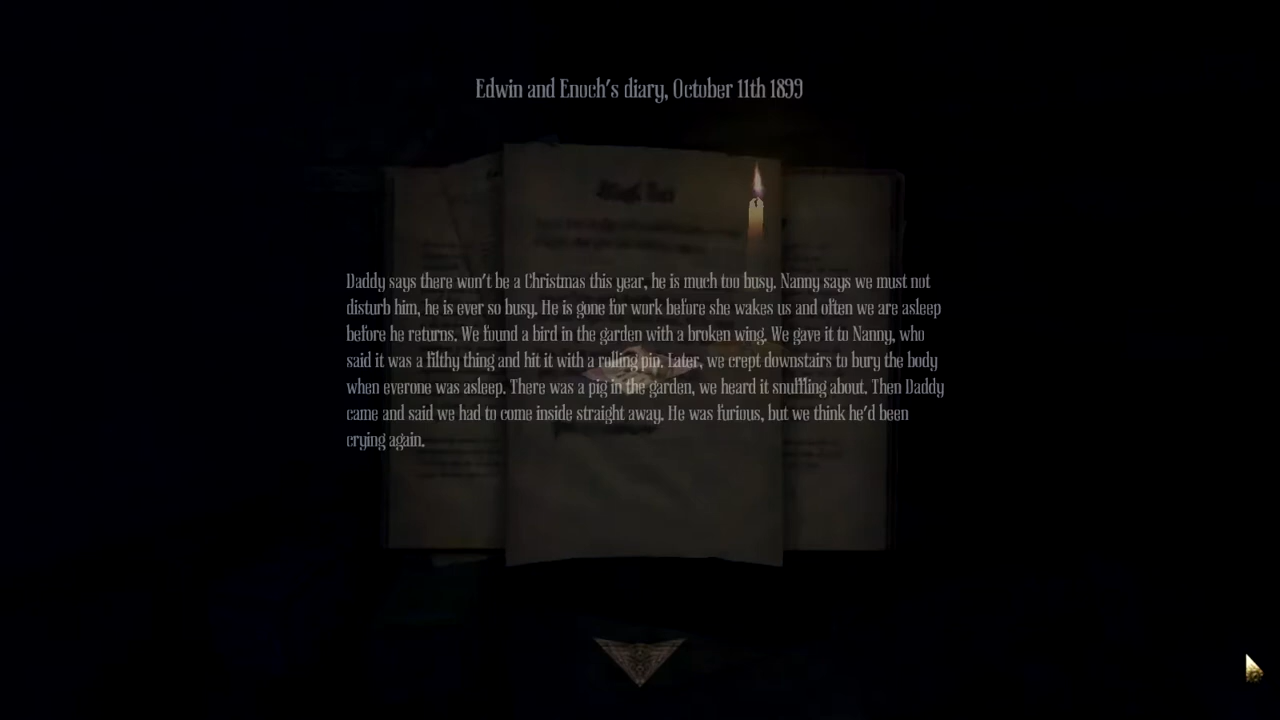 Edwin and Enoch's diary, October 11th 1899
Daddy says there won't be a Christmas this year, he is much too busy. Nanny says we must not
disturb him, he is ever so busy. He is gone for work before she wakes us and often we are asleep
before he returns. We found a bird in the garden with a broken wing. We gave it to Nanny, who
said it was a filthy thing and hit it with a rolling pin. Later, we crept downstairs to bury the body
when everone was asleep. There was a pig in the garden, we heard it snuffling about. Then Daddy
came and said we had to come inside straight away. He was furious, but we think he'd been
crying again.